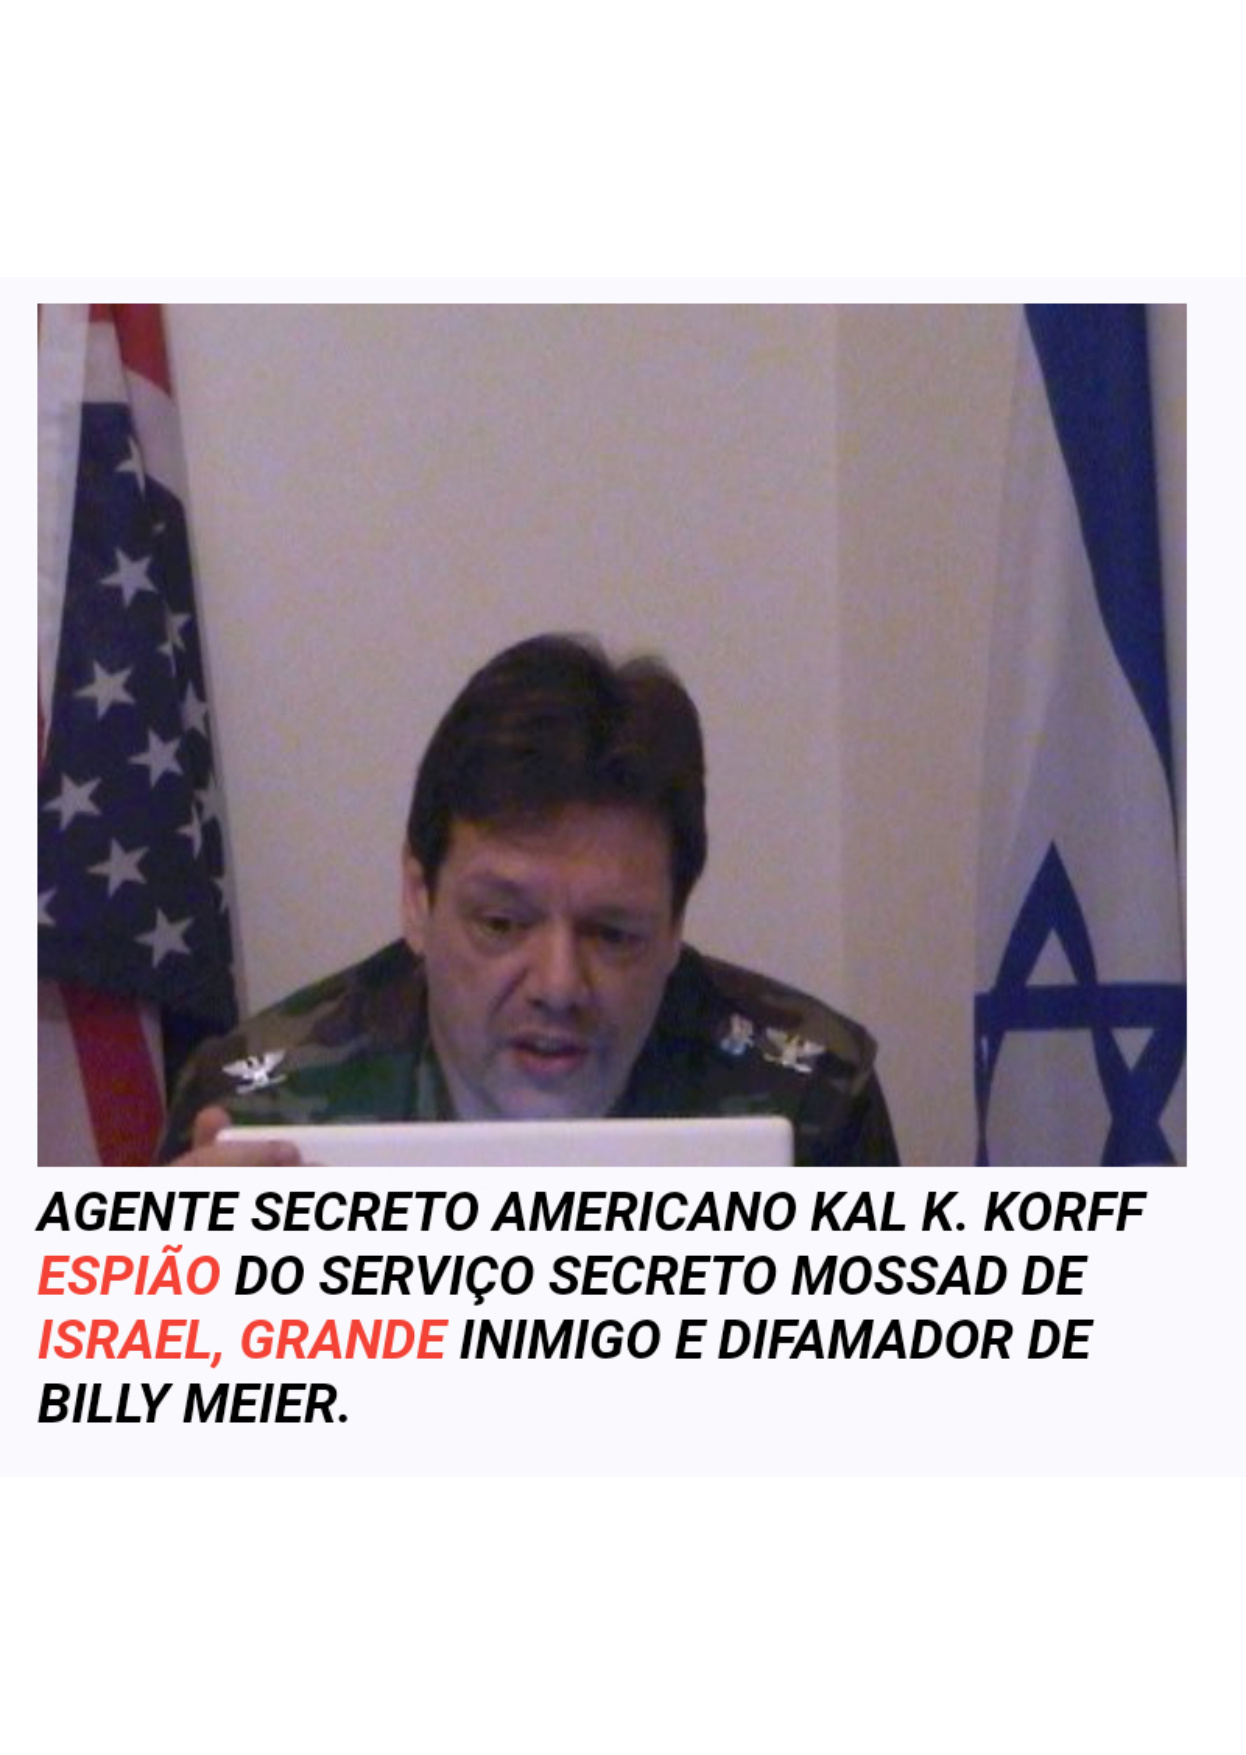 AGENTE SECRETO AMERICANO KAL K. KORFF
ESPIÃO DO SERVIÇO SECRETO MOSSAD DE
ISRAEL, GRANDE INIMIGO E DIFAMADOR DE
BILLY MEIER.